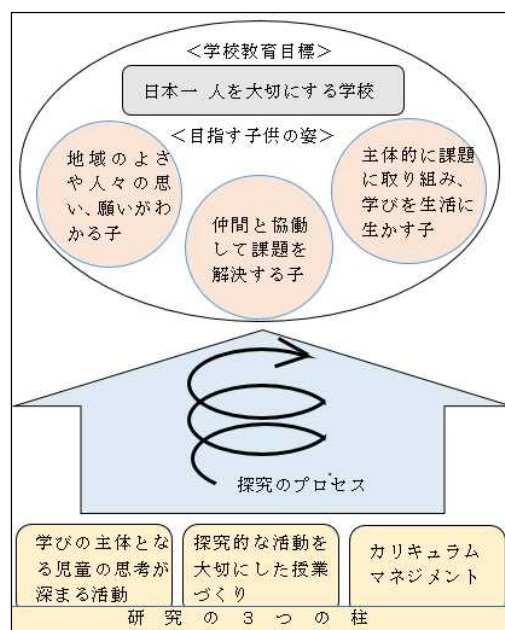 <学校教育目標>
日本一 人を大切にする学校
<目指す子供の姿>
地域のよさ
や人々の思
い、願いがわ
かる子
仲間と協働
して課題を
解決する子
主体的に課題
に取り組み、
学びを生活に
生かす子
探究のプロセス
学びの主体とな
る児童の思考が
深まる活動
探究的な活動を
大切にした授業
づくり
カリキュラム
マネジメント
研究の3つの柱